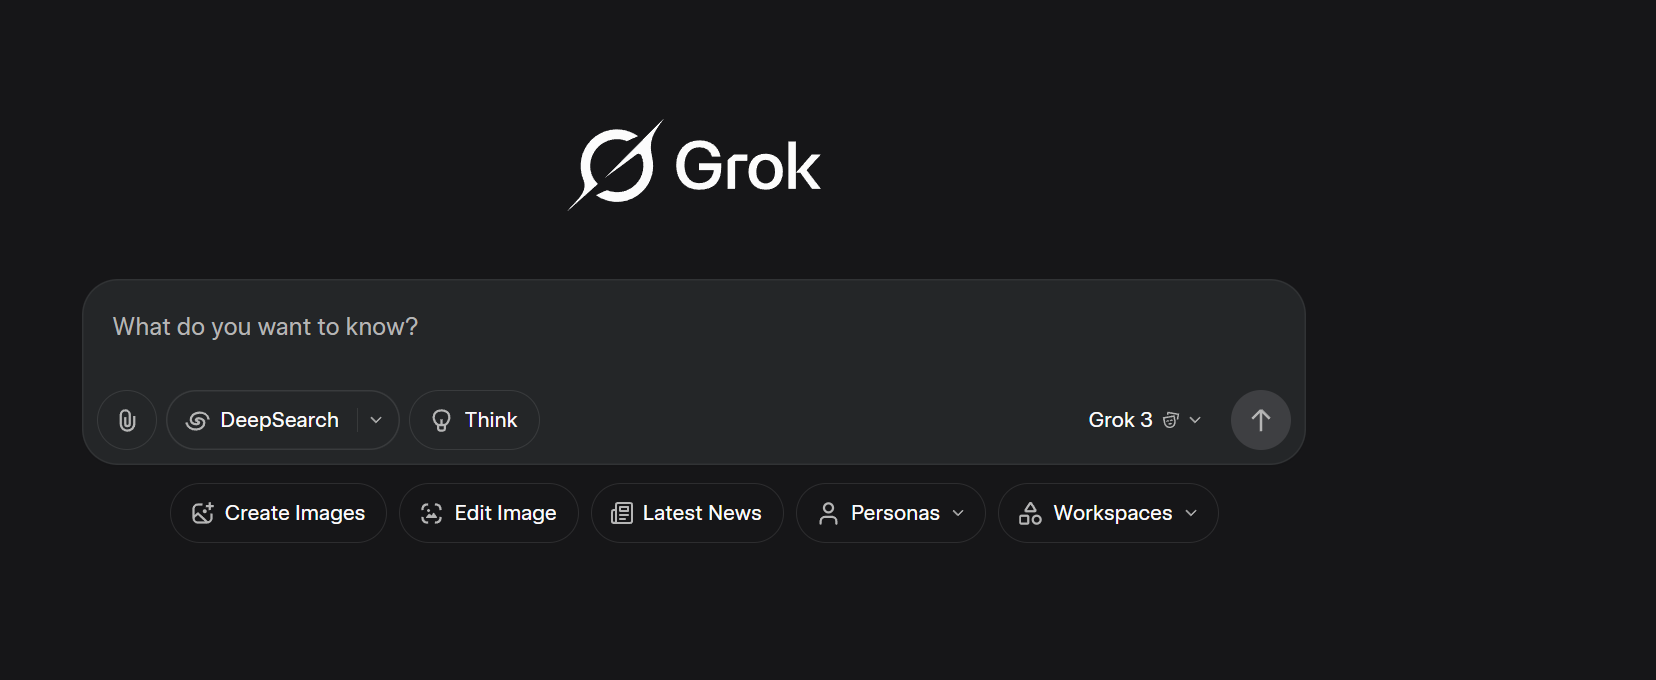 Grok
What do you want to know?
DeepSearch Think Grok 3
Create Images Edit Image Latest News Personas Workspaces